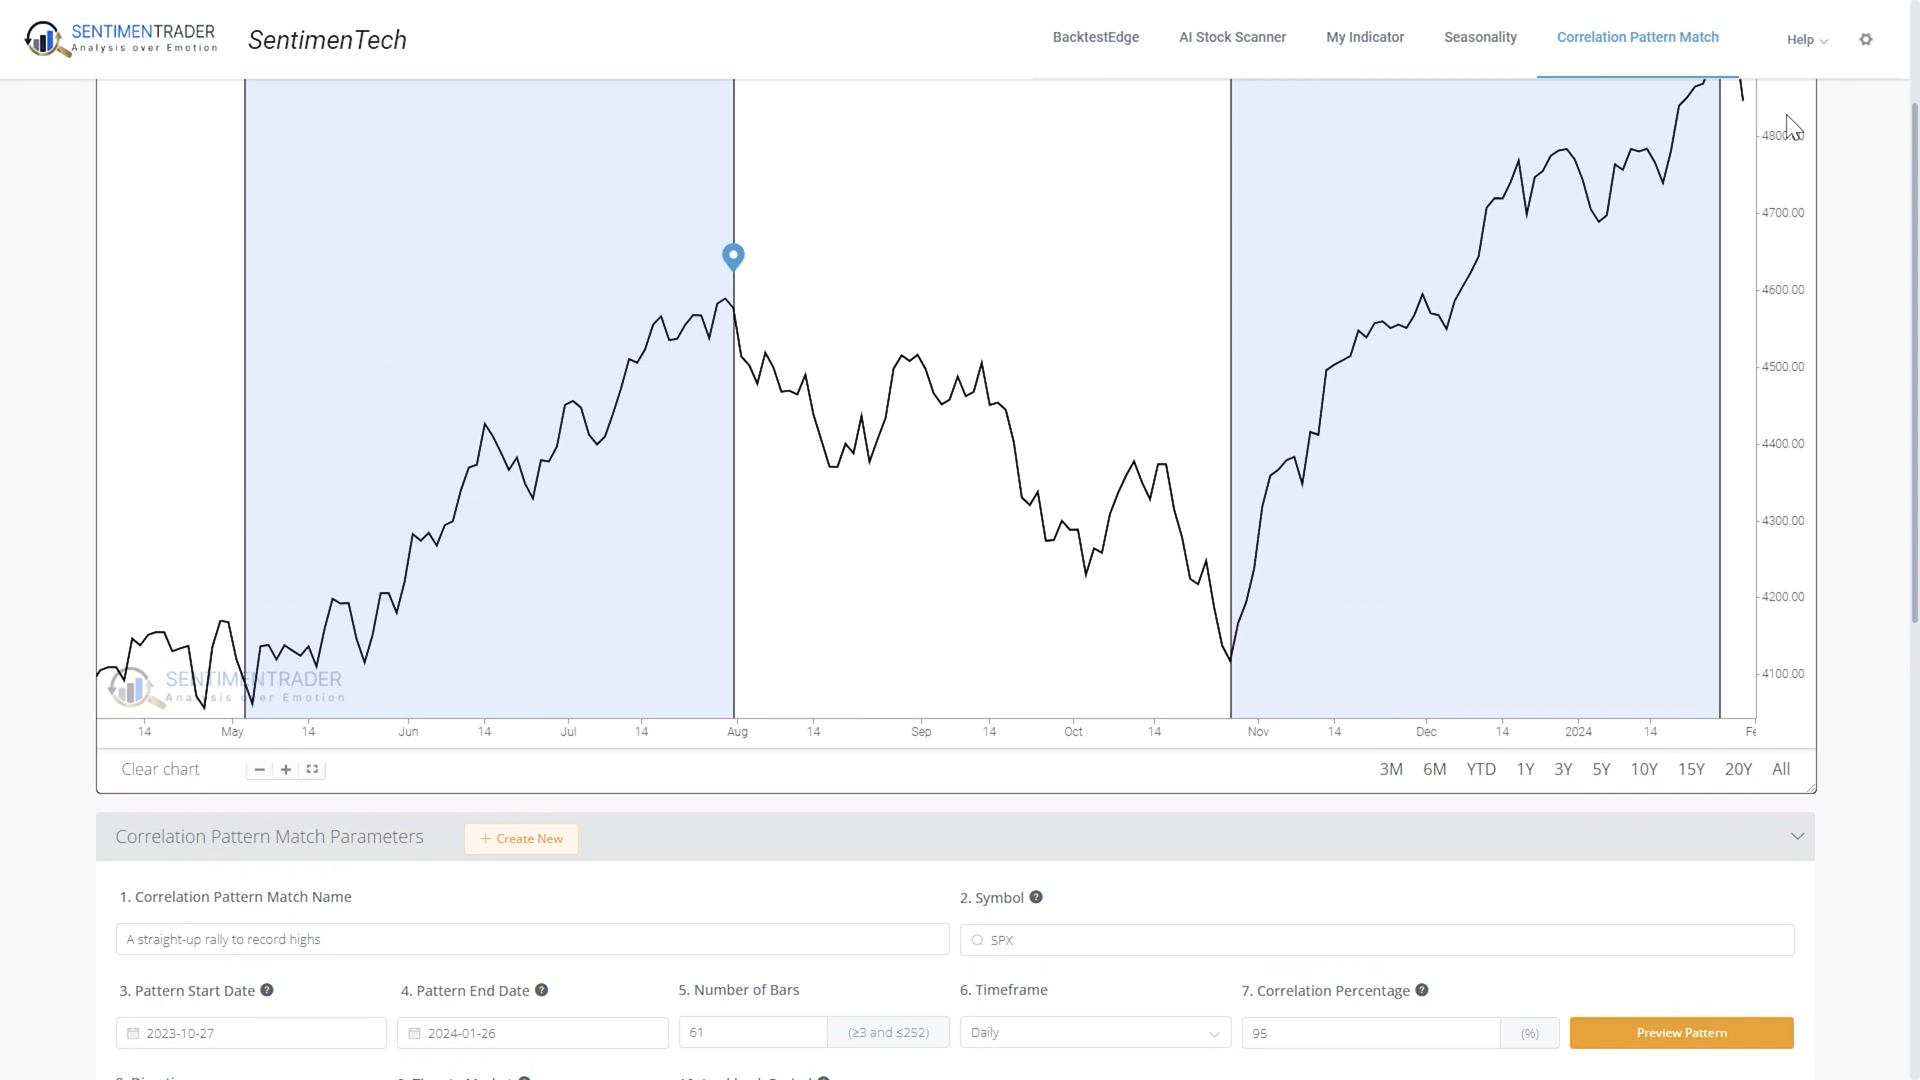 SENTIMENTRADER
Analysis over Emotion
SentimenTech
BacktestEdge
AI Stock Scanner
My Indicator
Seasonality
Correlation Pattern Match
Help
4700.00
4600.00
4500.00
4400.00
4300.00
4200.00
4100.00
SENTIMENTRADER
Analysis over Emotion
14 May 14 Jun 14 Jul 14 Aug 14 Sep 14 Oct 14 Nov 14 Dec 14 2024 14
Clear chart
3M 6M YTD 1Y 3Y 5Y 10Y 15Y 20Y All
Correlation Pattern Match Parameters
+ Create New
1. Correlation Pattern Match Name
2. Symbol
A straight-up rally to record highs
SPX
3. Pattern Start Date
4. Pattern End Date
5. Number of Bars
6. Timeframe
7. Correlation Percentage
2023-10-27
2024-01-26
61
(≥3 and ≤252)
Daily
95
(%)
Preview Pattern